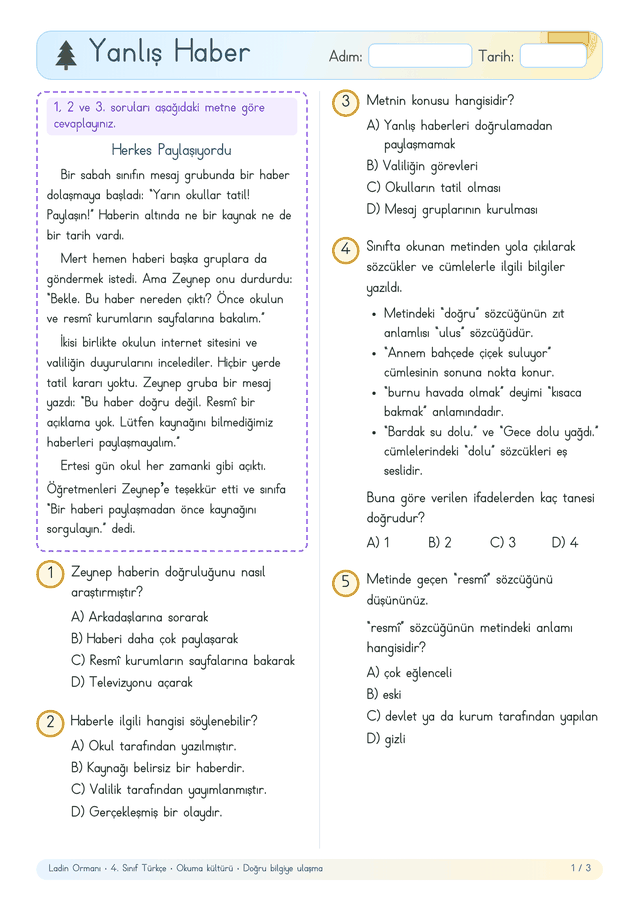 Yanlış Haber
Adım:
Tarih:
1, 2 ve 3. soruları aşağıdaki metne göre
cevaplayınız.
Herkes Paylaşıyordu
Bir sabah sınıfın mesaj grubunda bir haber
dolaşmaya başladı: “Yarın okullar tatil!
Paylaşın!” Haberin altında ne bir kaynak ne de
bir tarih vardı.
Mert hemen haberi başka gruplara da
göndermek istedi. Ama Zeynep onu durdurdu:
“Bekle. Bu haber nereden çıktı? Önce okulun
ve resmî kurumların sayfalarına bakalım.”
İkisi birlikte okulun internet sitesini ve
valiliğin duyurularını incelediler. Hiçbir yerde
tatil kararı yoktu. Zeynep gruba bir mesaj
yazdı: “Bu haber doğru değil. Resmî bir
açıklama yok. Lütfen kaynağını bilmediğimiz
haberleri paylaşmayalım.”
Ertesi gün okul her zamanki gibi açıktı.
Öğretmenleri Zeynep’e teşekkür etti ve sınıfa
“Bir haberi paylaşmadan önce kaynağını
sorgulayın.” dedi.
1 Zeynep haberin doğruluğunu nasıl
araştırmıştır?
A) Arkadaşlarına sorarak
B) Haberi daha çok paylaşarak
C) Resmî kurumların sayfalarına bakarak
D) Televizyonu açarak
2 Haberle ilgili hangisi söylenebilir?
A) Okul tarafından yazılmıştır.
B) Kaynağı belirsiz bir haberdir.
C) Valilik tarafından yayımlanmıştır.
D) Gerçekleşmiş bir olaydır.
3 Metnin konusu hangisidir?
A) Yanlış haberleri doğrulamadan
paylaşmamak
B) Valiliğin görevleri
C) Okulların tatil olması
D) Mesaj gruplarının kurulması
4 Sınıfta okunan metinden yola çıkılarak
sözcükler ve cümlelerle ilgili bilgiler
yazıldı.
• Metindeki “doğru” sözcüğünün zıt
anlamlısı “ulus” sözcüğüdür.
• “Annem bahçede çiçek suluyor”
cümlesinin sonuna nokta konur.
• “burnu havada olmak” deyimi “kısaca
bakmak” anlamındadır.
• “Bardak su dolu.” ve “Gece dolu yağdı.”
cümlelerindeki “dolu” sözcükleri eş
seslidir.
Buna göre verilen ifadelerden kaç tanesi
doğrudur?
A) 1 B) 2 C) 3 D) 4
5 Metinde geçen “resmî” sözcüğünü
düşününüz.
“resmî” sözcüğünün metindeki anlamı
hangisidir?
A) çok eğlenceli
B) eski
C) devlet ya da kurum tarafından yapılan
D) gizli
Ladin Ormanı • 4. Sınıf Türkçe • Okuma kültürü • Doğru bilgiye ulaşma
1 / 3